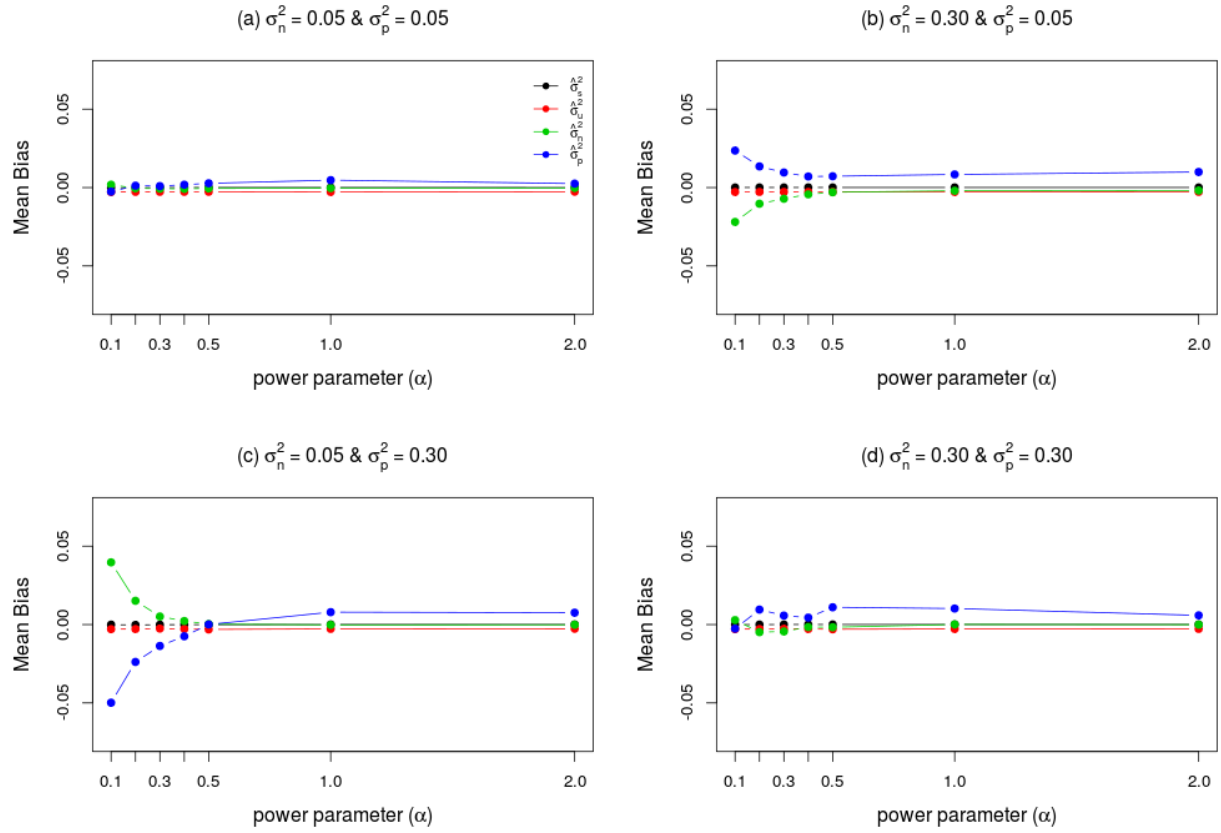 (a) σ²ₙ = 0.05 & σ²ₚ = 0.05
Mean Bias
0.05
0.00
-0.05
σ̂²ₛ
σ̂²ᵤ
σ̂²ₙ
σ̂²ₚ
0.1 0.3 0.5 1.0 2.0
power parameter (α)
(b) σ²ₙ = 0.30 & σ²ₚ = 0.05
Mean Bias
0.05
0.00
-0.05
0.1 0.3 0.5 1.0 2.0
power parameter (α)
(c) σ²ₙ = 0.05 & σ²ₚ = 0.30
Mean Bias
0.05
0.00
-0.05
0.1 0.3 0.5 1.0 2.0
power parameter (α)
(d) σ²ₙ = 0.30 & σ²ₚ = 0.30
Mean Bias
0.05
0.00
-0.05
0.1 0.3 0.5 1.0 2.0
power parameter (α)